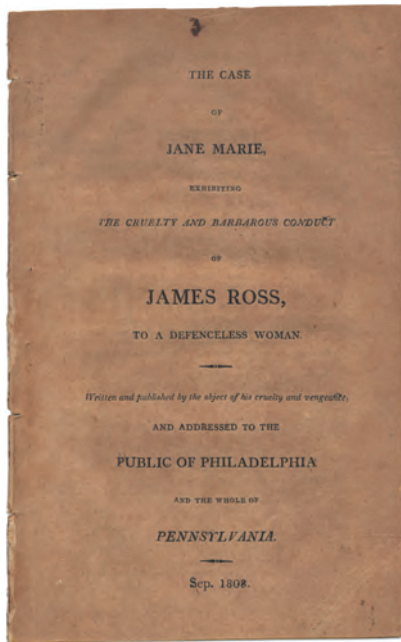 THE CASE
OF
JANE MARIE,
EXHIBITING
THE CRUELTY AND BARBAROUS CONDUCT
OF
JAMES ROSS,
TO A DEFENCELESS WOMAN.
Written and published by the object of his cruelty and vengeance,
AND ADDRESSED TO THE
PUBLIC OF PHILADELPHIA
AND THE WHOLE OF
PENNSYLVANIA.
Sep. 1808.